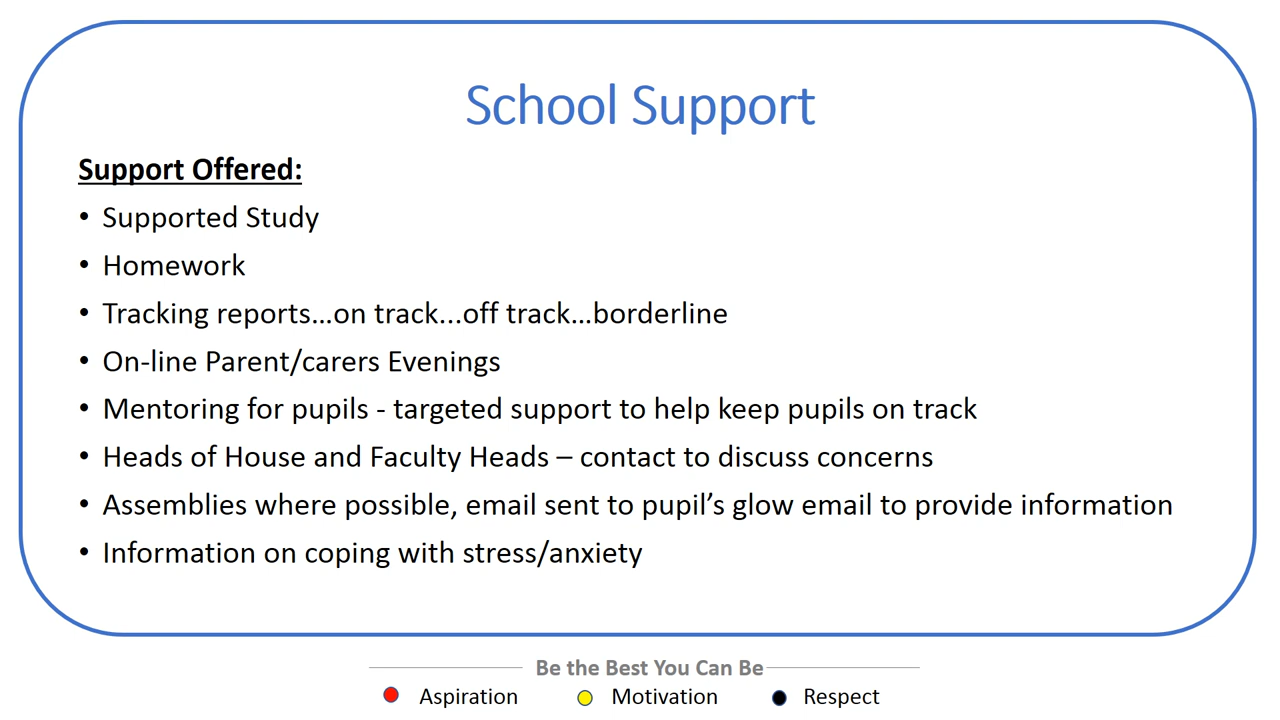 School Support
Support Offered:
• Supported Study
• Homework
• Tracking reports...on track...off track...borderline
• On-line Parent/carers Evenings
• Mentoring for pupils - targeted support to help keep pupils on track
• Heads of House and Faculty Heads – contact to discuss concerns
• Assemblies where possible, email sent to pupil’s glow email to provide information
• Information on coping with stress/anxiety
Be the Best You Can Be
Aspiration Motivation Respect